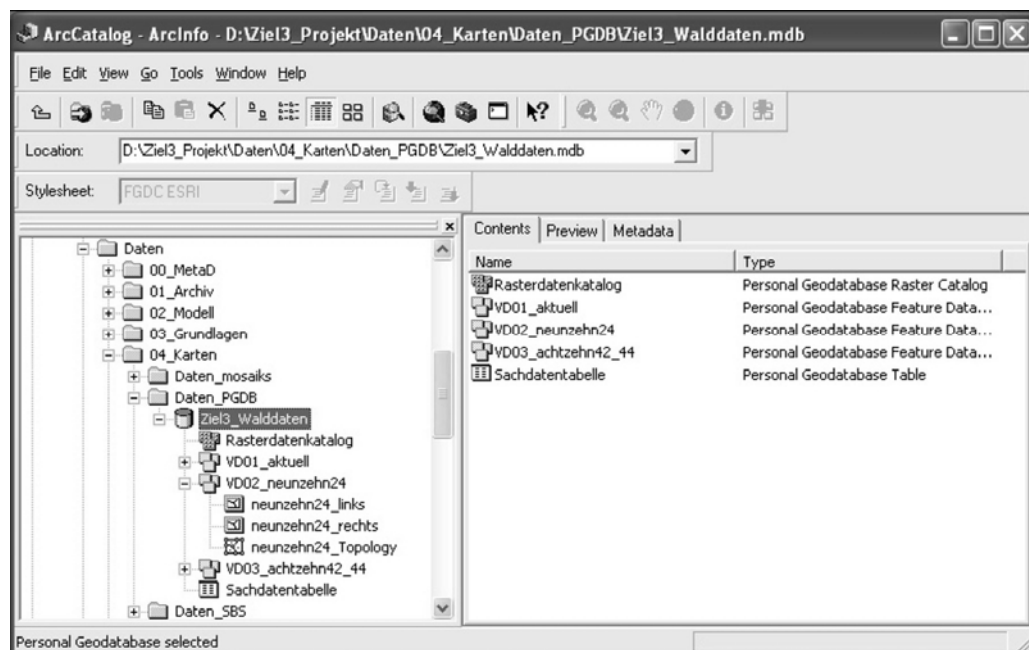 ArcCatalog - ArcInfo - D:\Ziel3_Projekt\Daten\04_Karten\Daten_PGDB\Ziel3_Walddaten.mdb
File Edit View Go Tools Window Help
Location: D:\Ziel3_Projekt\Daten\04_Karten\Daten_PGDB\Ziel3_Walddaten.mdb
Stylesheet: FGDC ESRI
Daten
00_MetaD
01_Archiv
02_Modell
03_Grundlagen
04_Karten
Daten_mosaiks
Daten_PGDB
Ziel3_Walddaten
Rasterdatenkatalog
VD01_aktuell
VD02_neunzehn24
neunzehn24_links
neunzehn24_rechts
neunzehn24_Topology
VD03_achtzehn42_44
Sachdatentabelle
Daten_SBS
Contents Preview Metadata
Name Type
Rasterdatenkatalog Personal Geodatabase Raster Catalog
VD01_aktuell Personal Geodatabase Feature Data...
VD02_neunzehn24 Personal Geodatabase Feature Data...
VD03_achtzehn42_44 Personal Geodatabase Feature Data...
Sachdatentabelle Personal Geodatabase Table
Personal Geodatabase selected